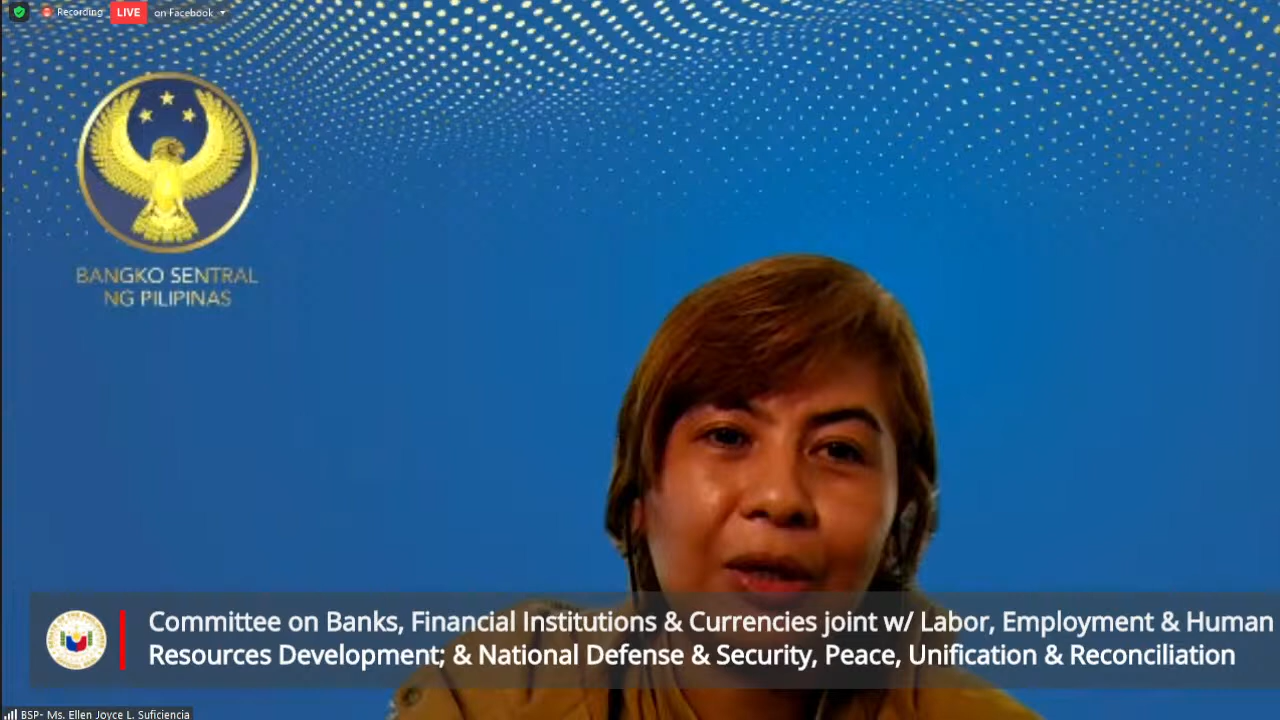 Recording LIVE on Facebook
BANGKO SENTRAL
NG PILIPINAS
Committee on Banks, Financial Institutions & Currencies joint w/ Labor, Employment & Human
Resources Development; & National Defense & Security, Peace, Unification & Reconciliation
BSP- Ms. Ellen Joyce L. Suficiencia